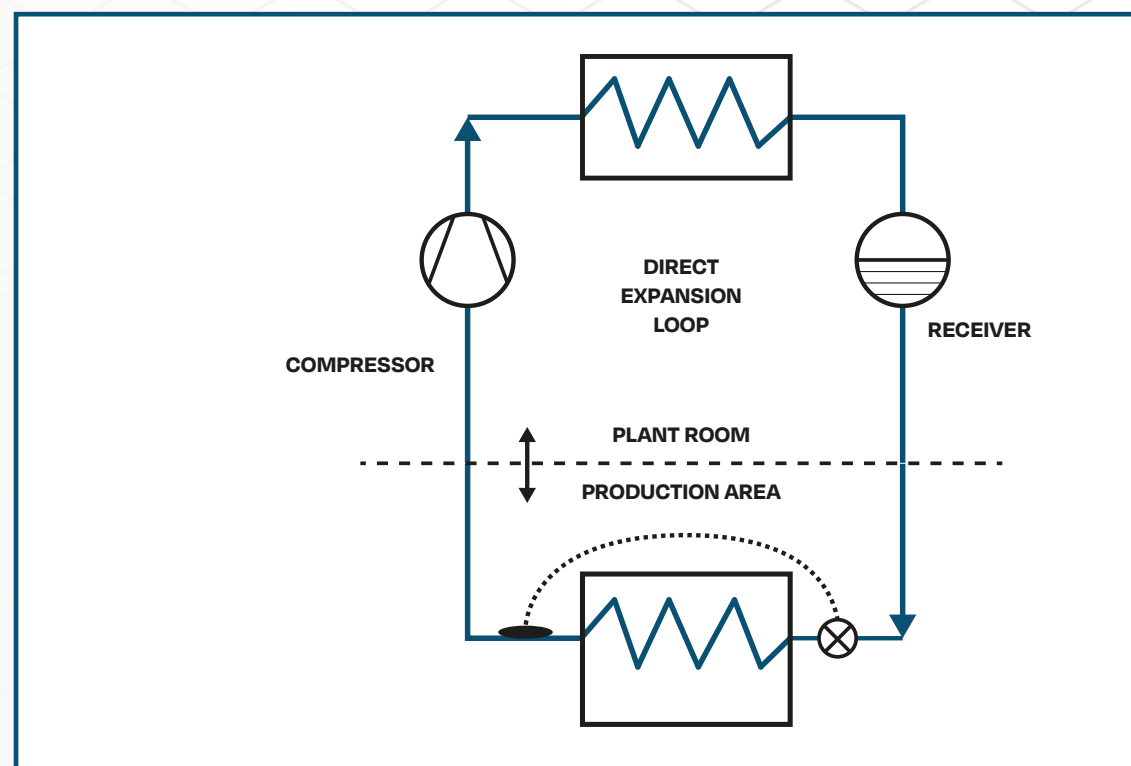 DIRECT
EXPANSION
LOOP
RECEIVER
COMPRESSOR
PLANT ROOM
PRODUCTION AREA